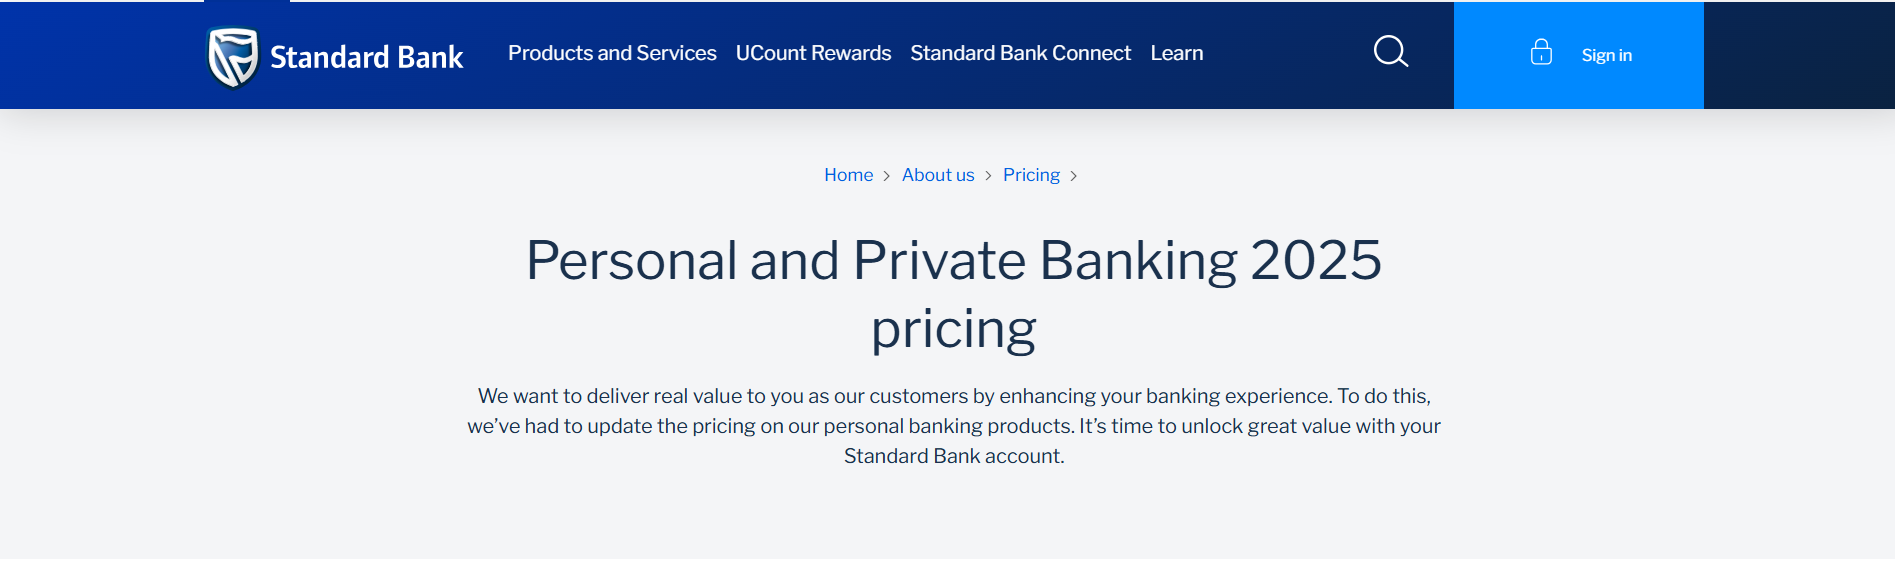 Standard Bank Products and Services UCount Rewards Standard Bank Connect Learn Sign in
Home > About us > Pricing >
Personal and Private Banking 2025
pricing
We want to deliver real value to you as our customers by enhancing your banking experience. To do this,
we’ve had to update the pricing on our personal banking products. It’s time to unlock great value with your
Standard Bank account.